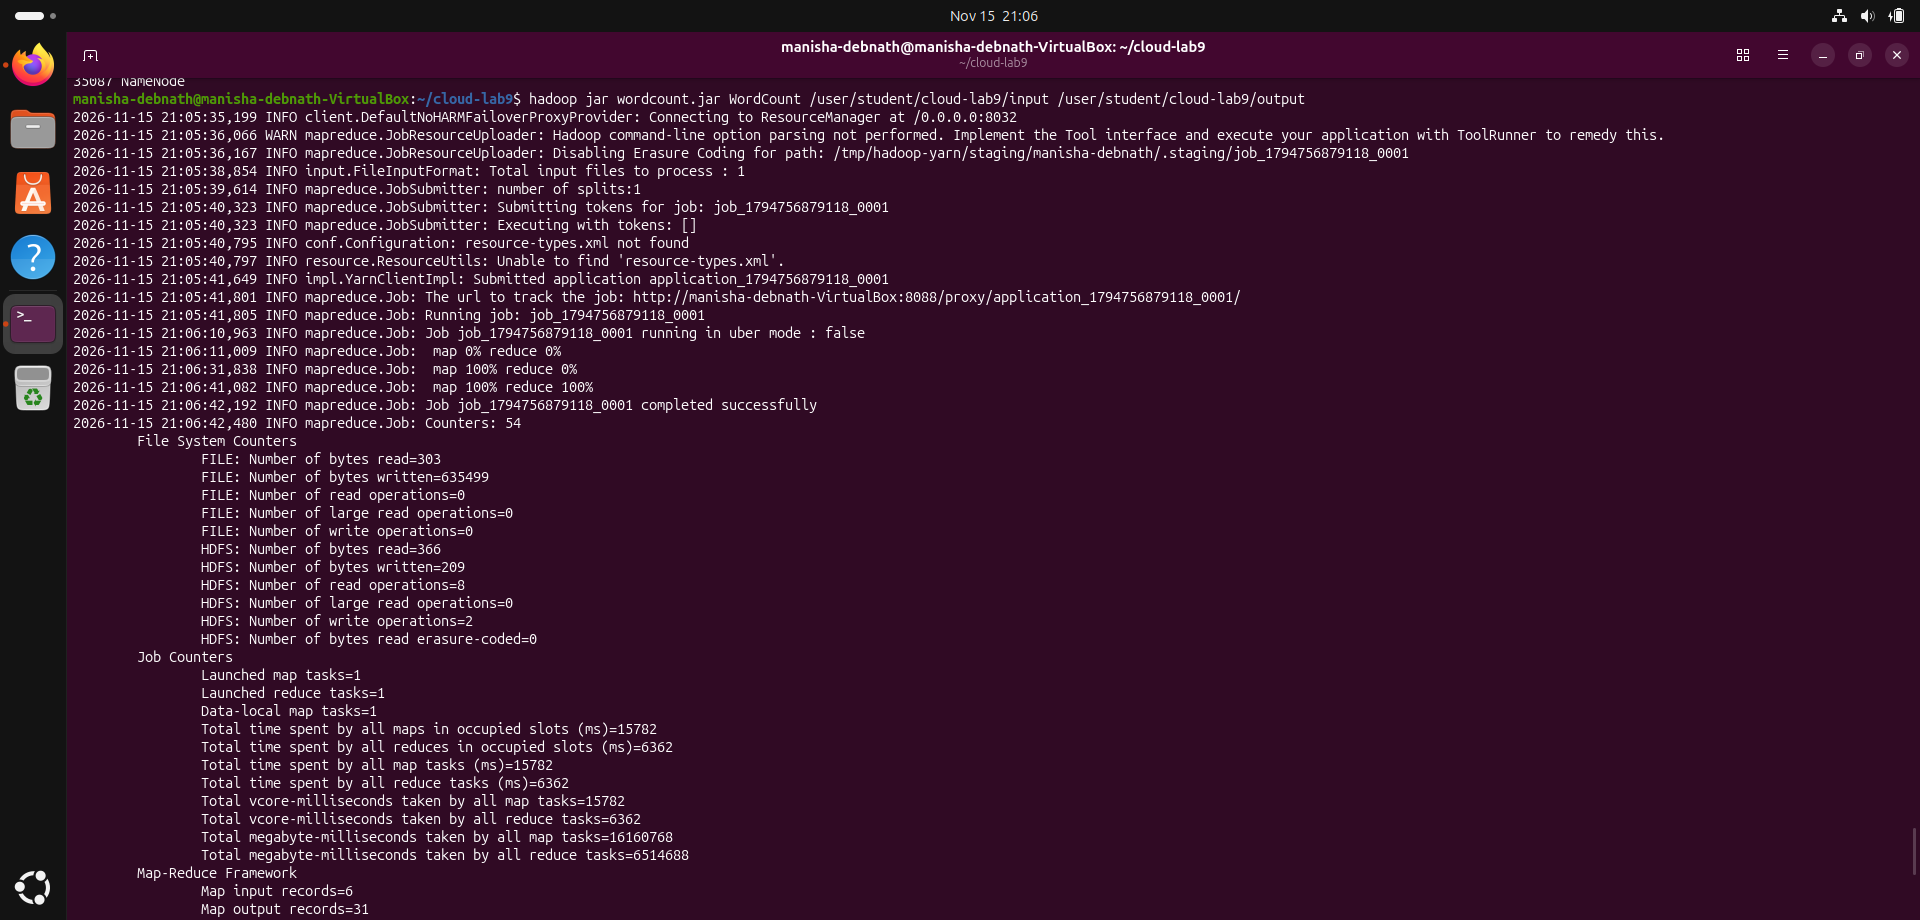 Nov 15 21:06
manisha-debnath@manisha-debnath-VirtualBox: ~/cloud-lab9
~/cloud-lab9
35087 NameNode
manisha-debnath@manisha-debnath-VirtualBox:~/cloud-lab9$ hadoop jar wordcount.jar WordCount /user/student/cloud-lab9/input /user/student/cloud-lab9/output
2026-11-15 21:05:35,199 INFO client.DefaultNoHARMFailoverProxyProvider: Connecting to ResourceManager at /0.0.0.0:8032
2026-11-15 21:05:36,066 WARN mapreduce.JobResourceUploader: Hadoop command-line option parsing not performed. Implement the Tool interface and execute your application with ToolRunner to remedy this.
2026-11-15 21:05:36,167 INFO mapreduce.JobResourceUploader: Disabling Erasure Coding for path: /tmp/hadoop-yarn/staging/manisha-debnath/.staging/job_1794756879118_0001
2026-11-15 21:05:38,854 INFO input.FileInputFormat: Total input files to process : 1
2026-11-15 21:05:39,614 INFO mapreduce.JobSubmitter: number of splits:1
2026-11-15 21:05:40,323 INFO mapreduce.JobSubmitter: Submitting tokens for job: job_1794756879118_0001
2026-11-15 21:05:40,323 INFO mapreduce.JobSubmitter: Executing with tokens: []
2026-11-15 21:05:40,795 INFO conf.Configuration: resource-types.xml not found
2026-11-15 21:05:40,797 INFO resource.ResourceUtils: Unable to find 'resource-types.xml'.
2026-11-15 21:05:41,649 INFO impl.YarnClientImpl: Submitted application application_1794756879118_0001
2026-11-15 21:05:41,801 INFO mapreduce.Job: The url to track the job: http://manisha-debnath-VirtualBox:8088/proxy/application_1794756879118_0001/
2026-11-15 21:05:41,805 INFO mapreduce.Job: Running job: job_1794756879118_0001
2026-11-15 21:06:10,963 INFO mapreduce.Job: Job job_1794756879118_0001 running in uber mode : false
2026-11-15 21:06:11,009 INFO mapreduce.Job:  map 0% reduce 0%
2026-11-15 21:06:31,838 INFO mapreduce.Job:  map 100% reduce 0%
2026-11-15 21:06:41,082 INFO mapreduce.Job:  map 100% reduce 100%
2026-11-15 21:06:42,192 INFO mapreduce.Job: Job job_1794756879118_0001 completed successfully
2026-11-15 21:06:42,480 INFO mapreduce.Job: Counters: 54
File System Counters
FILE: Number of bytes read=303
FILE: Number of bytes written=635499
FILE: Number of read operations=0
FILE: Number of large read operations=0
FILE: Number of write operations=0
HDFS: Number of bytes read=366
HDFS: Number of bytes written=209
HDFS: Number of read operations=8
HDFS: Number of large read operations=0
HDFS: Number of write operations=2
HDFS: Number of bytes read erasure-coded=0
Job Counters
Launched map tasks=1
Launched reduce tasks=1
Data-local map tasks=1
Total time spent by all maps in occupied slots (ms)=15782
Total time spent by all reduces in occupied slots (ms)=6362
Total time spent by all map tasks (ms)=15782
Total time spent by all reduce tasks (ms)=6362
Total vcore-milliseconds taken by all map tasks=15782
Total vcore-milliseconds taken by all reduce tasks=6362
Total megabyte-milliseconds taken by all map tasks=16160768
Total megabyte-milliseconds taken by all reduce tasks=6514688
Map-Reduce Framework
Map input records=6
Map output records=31